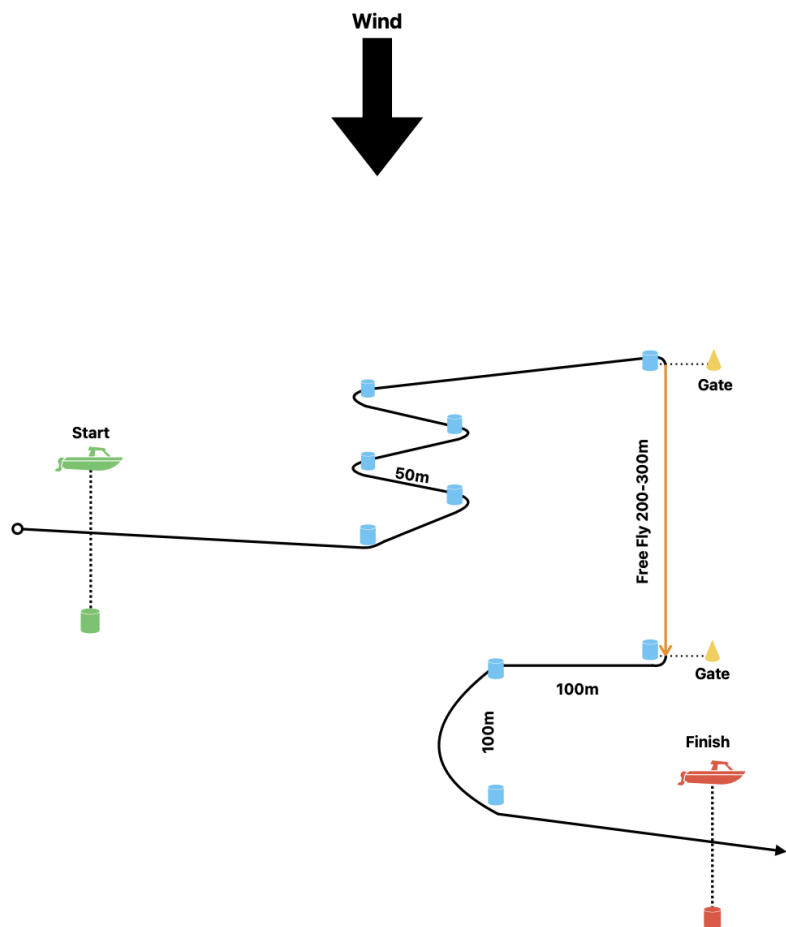 Wind
Gate
Start
50m
Free Fly 200-300m
Gate
100m
100m
Finish